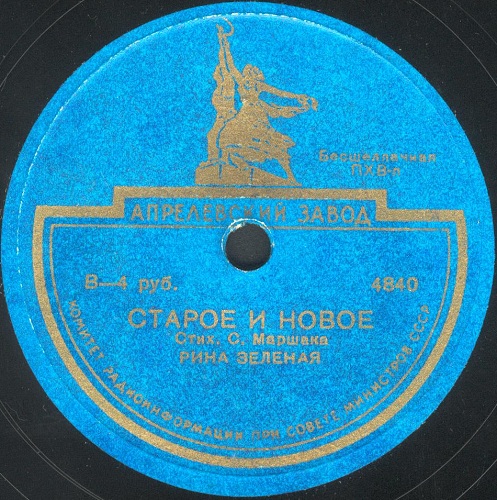 Бесшеллачная
ПХВ-л
АПРЕЛЕВСКИЙ ЗАВОД
В—4 руб.
4840
СТАРОЕ И НОВОЕ
Стих. С. Маршака
РИНА ЗЕЛЕНАЯ
КОМИТЕТ РАДИОИНФОРМАЦИИ ПРИ СОВЕТЕ МИНИСТРОВ СССР